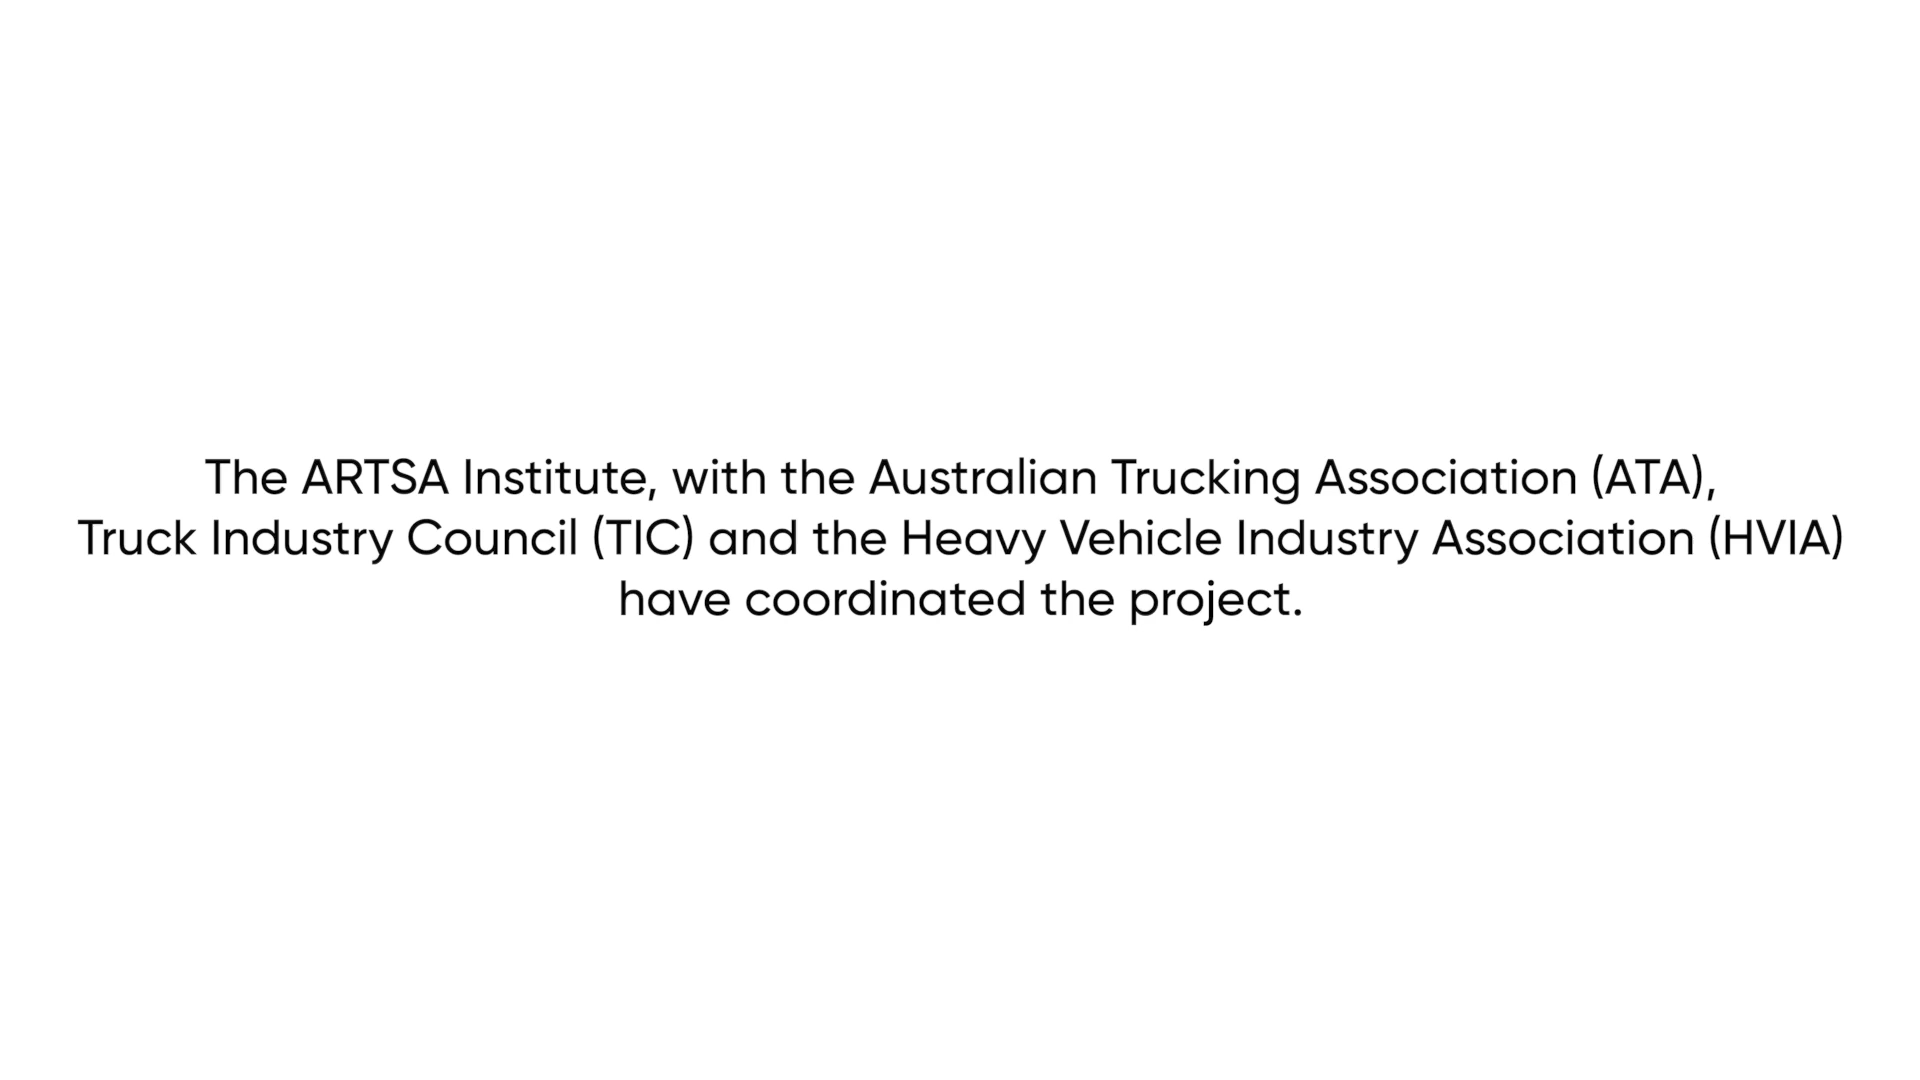 The ARTSA Institute, with the Australian Trucking Association (ATA),
Truck Industry Council (TIC) and the Heavy Vehicle Industry Association (HVIA)
have coordinated the project.